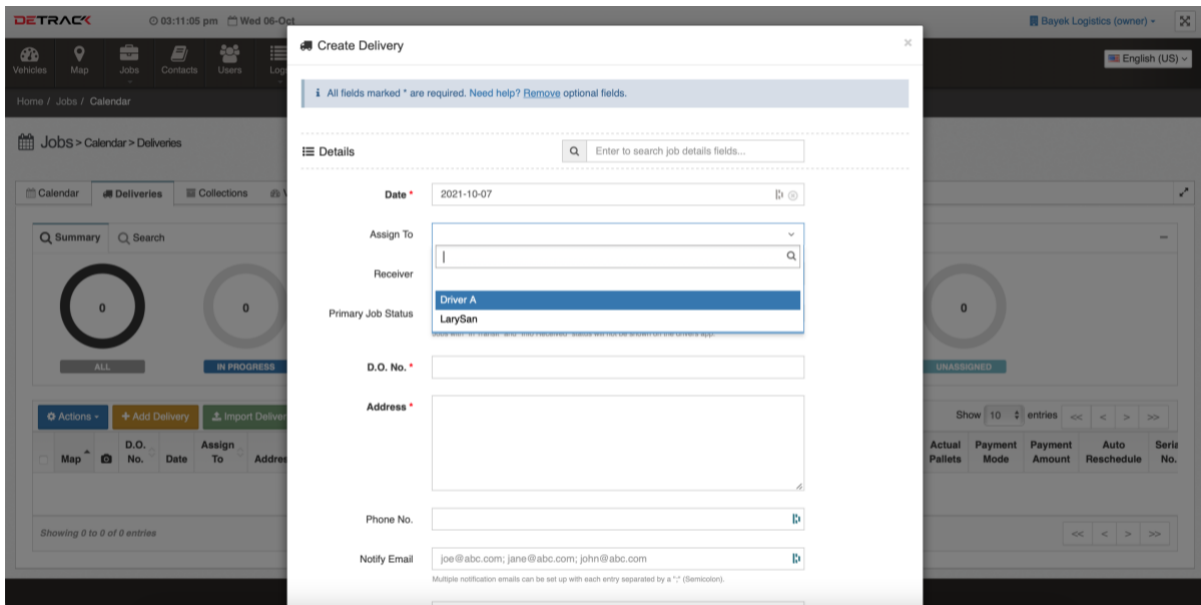 DETRACK
03:11:05 pm Wed 06-Oct
Bayek Logistics (owner)
Vehicles Map Jobs Contacts Users
English (US)
Home / Jobs / Calendar
Jobs > Calendar > Deliveries
Calendar Deliveries Collections
Summary Search
0
ALL
0
IN PROGRESS
Actions Add Delivery
Map D.O. No. Date Assign To
Showing 0 to 0 of 0 entries
Create Delivery
×
All fields marked * are required. Need help? Remove optional fields.
Details
Enter to search job details fields...
Date * 2021-10-07
Assign To
Receiver
Driver A
Primary Job Status
LarySan
D.O. No. *
Address *
Phone No.
Notify Email joe@abc.com; jane@abc.com; john@abc.com
Multiple notification emails can be set up with each entry separated by a ";" (Semicolon).
0
UNASSIGNED
Show 10 entries << < > >>
Actual Pallets Payment Mode Payment Amount Auto Reschedule
<< < > >>